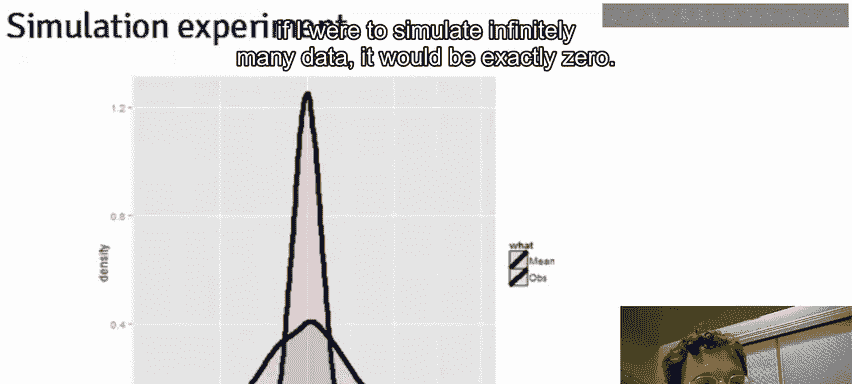 Simulation experiment
if I were to simulate infinitely
many data, it would be exactly zero.
1.2
0.8
0.4
density
what
Mean
Obs